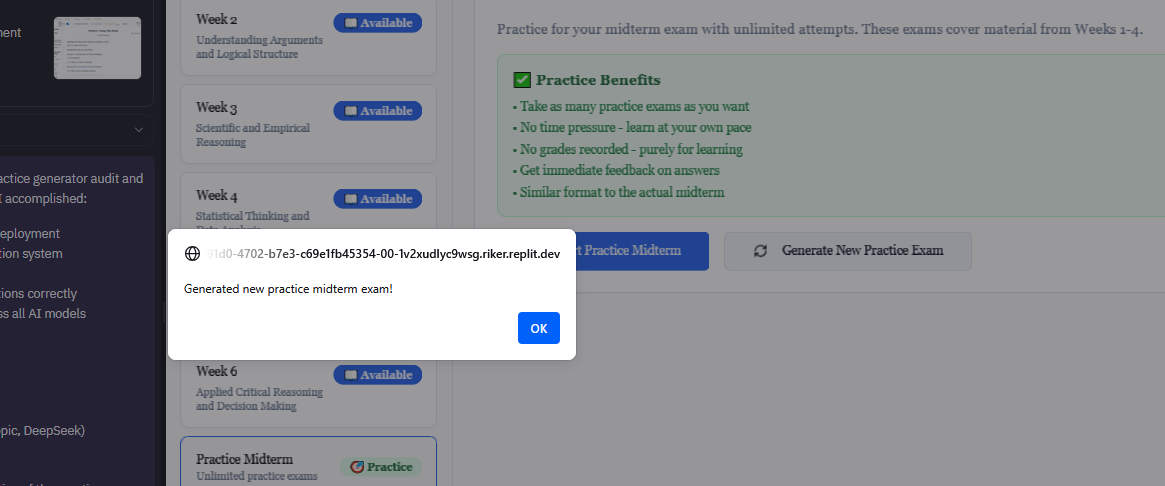 ent
actice generator audit and
I accomplished:
eployment
tion system
ions correctly
ss all AI models
pic, DeepSeek)
Week 2
Available
Understanding Arguments
and Logical Structure
Week 3
Available
Scientific and Empirical
Reasoning
Week 4
Available
Statistical Thinking and
Week 6
Available
Applied Critical Reasoning
and Decision Making
Practice Midterm
Practice
Unlimited practice exams
Practice for your midterm exam with unlimited attempts. These exams cover material from Weeks 1-4.
Practice Benefits
• Take as many practice exams as you want
• No time pressure - learn at your own pace
• No grades recorded - purely for learning
• Get immediate feedback on answers
• Similar format to the actual midterm
t Practice Midterm
Generate New Practice Exam
91d0-4702-b7e3-c69e1fb45354-00-1v2xudlyc9wsg.riker.replit.dev
Generated new practice midterm exam!
OK